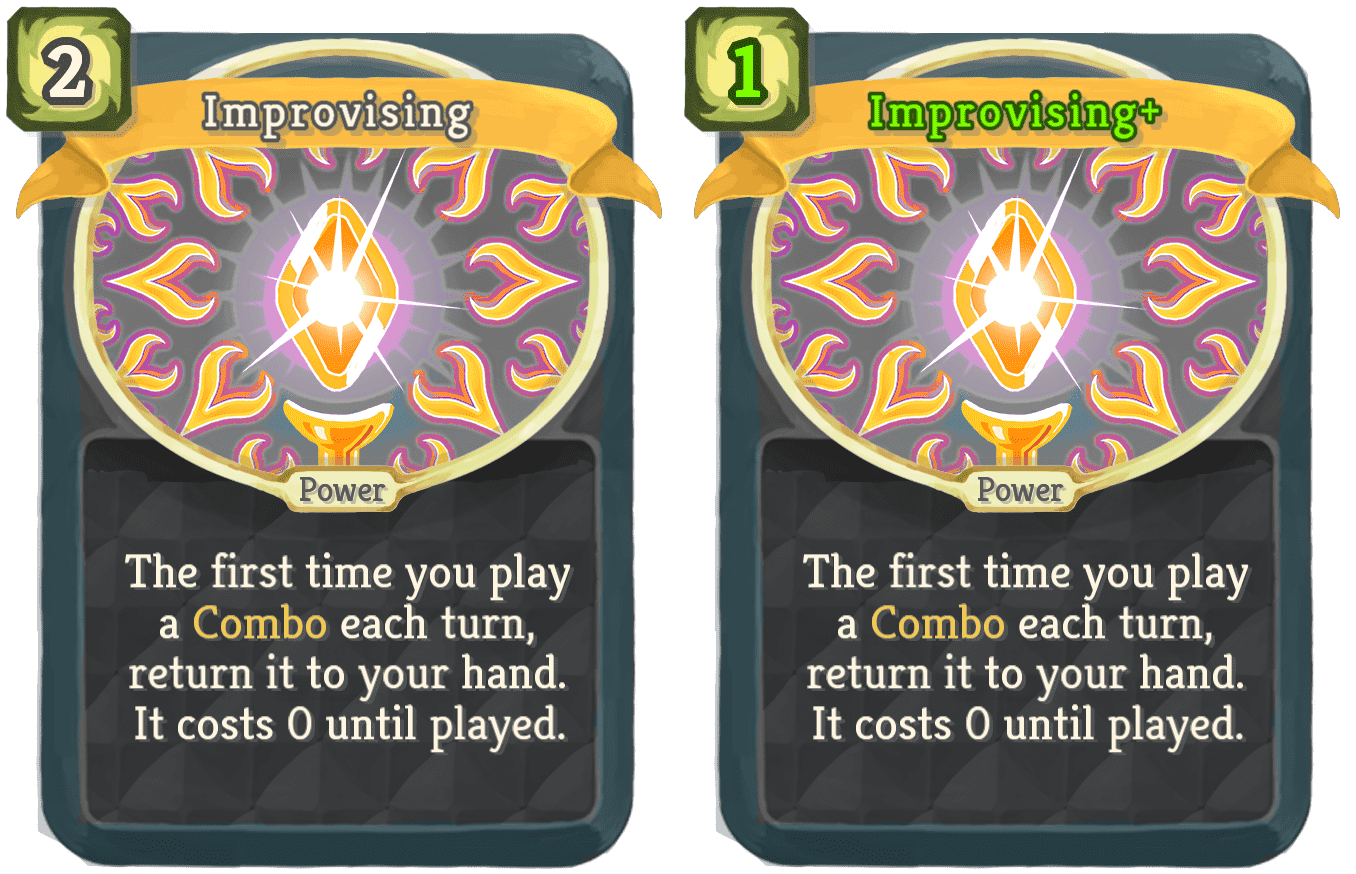 2
Improvising
Power
The first time you play
a Combo each turn,
return it to your hand.
It costs 0 until played.
1
Improvising+
Power
The first time you play
a Combo each turn,
return it to your hand.
It costs 0 until played.